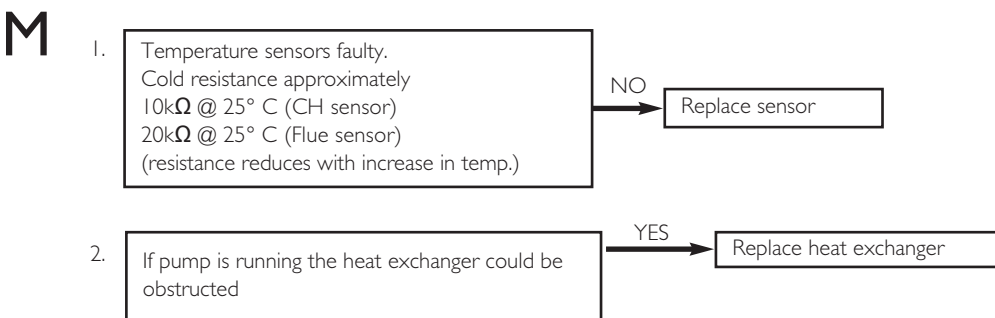 M
1.
Temperature sensors faulty.
Cold resistance approximately
10kΩ @ 25° C (CH sensor)
20kΩ @ 25° C (Flue sensor)
(resistance reduces with increase in temp.)
NO
Replace sensor
2.
If pump is running the heat exchanger could be
obstructed
YES
Replace heat exchanger